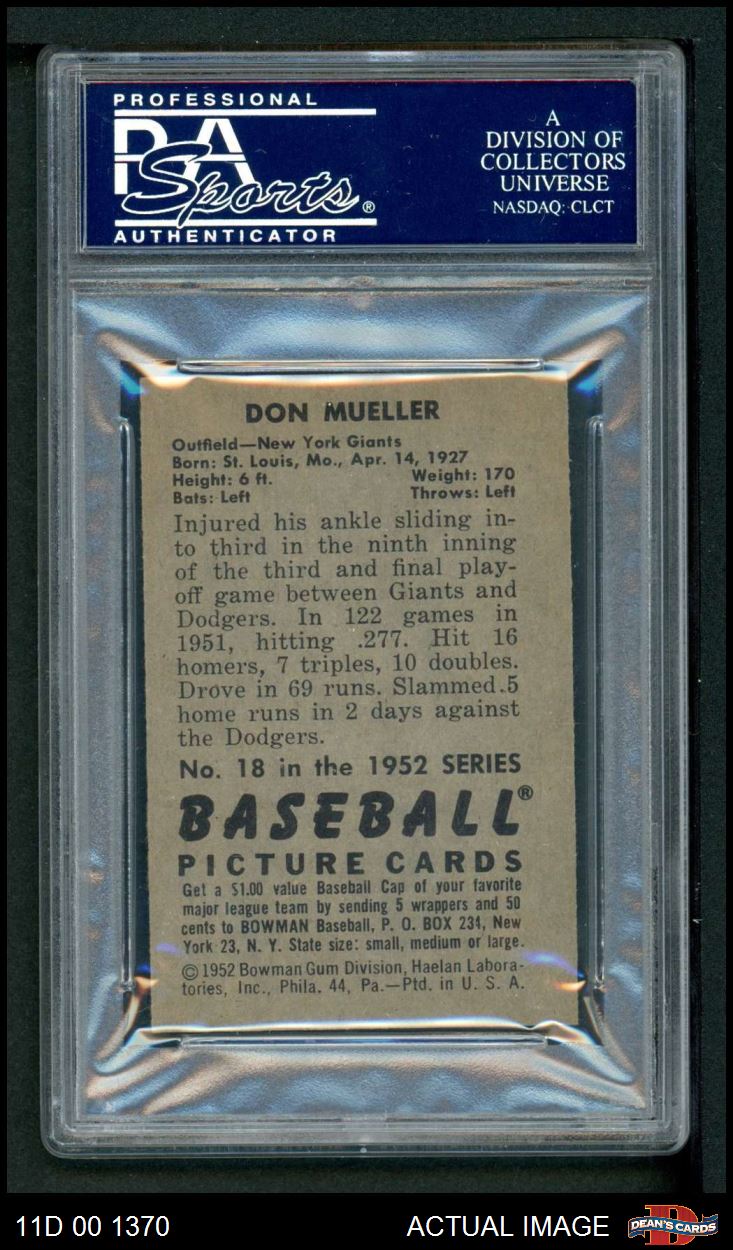 PROFESSIONAL
PSA
Sports®
AUTHENTICATOR
A
DIVISION OF
COLLECTORS
UNIVERSE
NASDAQ: CLCT
DON MUELLER
Outfield—New York Giants
Born: St. Louis, Mo., Apr. 14, 1927
Height: 6 ft. Weight: 170
Bats: Left Throws: Left
Injured his ankle sliding in-
to third in the ninth inning
of the third and final play-
off game between Giants and
Dodgers. In 122 games in
1951, hitting .277. Hit 16
homers, 7 triples, 10 doubles.
Drove in 69 runs. Slammed.5
home runs in 2 days against
the Dodgers.
No. 18 in the 1952 SERIES
BASEBALL®
PICTURE CARDS
Get a $1.00 value Baseball Cap of your favorite
major league team by sending 5 wrappers and 50
cents to BOWMAN Baseball, P. O. BOX 234, New
York 23, N. Y. State size: small, medium or large.
©1952 Bowman Gum Division, Haelan Labora-
tories, Inc., Phila. 44, Pa.—Ptd. in U. S. A.
11D 00 1370 ACTUAL IMAGE
D
DEAN'S CARDS